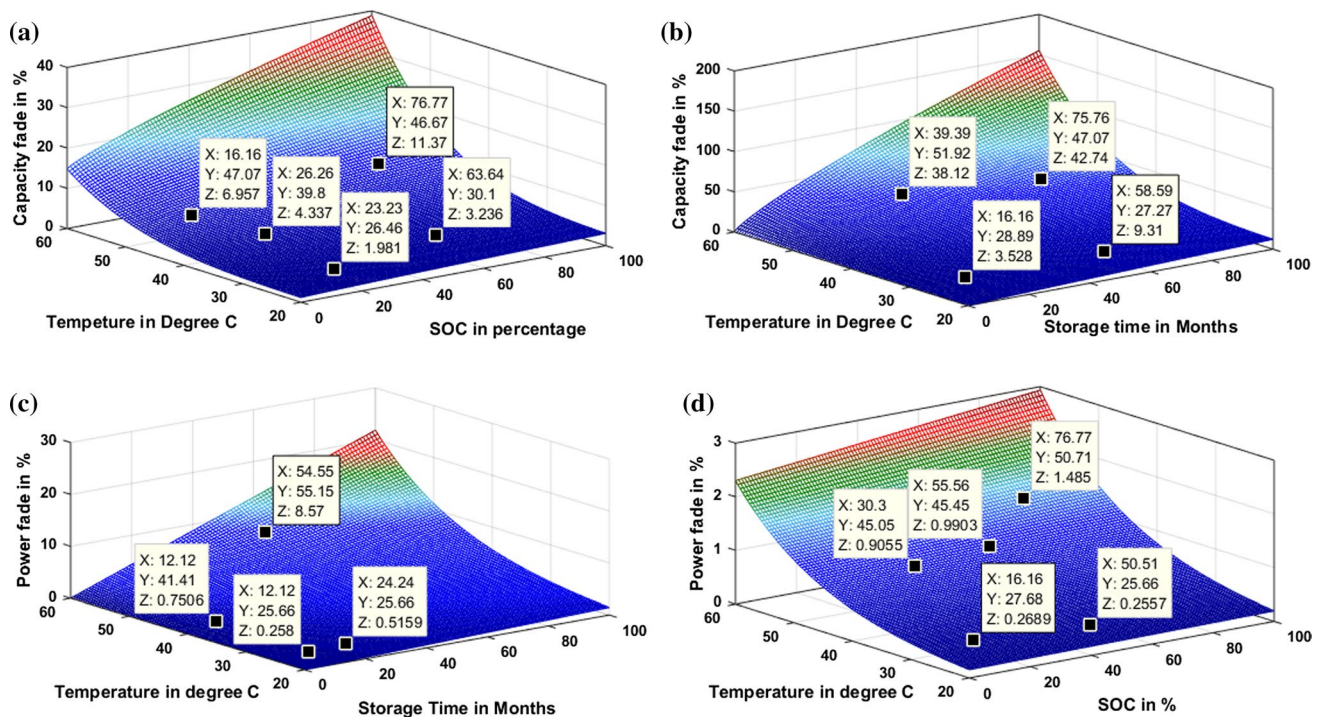 (a)
Capacity fade in %
40
30
20
10
0
60
50
40
30
20
Tempeture in Degree C
0
20
40
60
80
100
SOC in percentage
X: 16.16
Y: 47.07
Z: 6.957
X: 26.26
Y: 39.8
Z: 4.337
X: 76.77
Y: 46.67
Z: 11.37
X: 23.23
Y: 26.46
Z: 1.981
X: 63.64
Y: 30.1
Z: 3.236
(b)
Capacity fade in %
200
150
100
50
0
60
50
40
30
20
Temperature in Degree C
0
20
40
60
80
100
Storage time in Months
X: 39.39
Y: 51.92
Z: 38.12
X: 75.76
Y: 47.07
Z: 42.74
X: 16.16
Y: 28.89
Z: 3.528
X: 58.59
Y: 27.27
Z: 9.31
(c)
Power fade in %
30
20
10
0
60
50
40
30
20
Temperature in degree C
0
20
40
60
80
100
Storage Time in Months
X: 54.55
Y: 55.15
Z: 8.57
X: 12.12
Y: 41.41
Z: 0.7506
X: 12.12
Y: 25.66
Z: 0.258
X: 24.24
Y: 25.66
Z: 0.5159
(d)
Power fade in %
3
2
1
0
60
50
40
30
20
Temperature in degree C
0
20
40
60
80
100
SOC in %
X: 30.3
Y: 45.05
Z: 0.9055
X: 55.56
Y: 45.45
Z: 0.9903
X: 76.77
Y: 50.71
Z: 1.485
X: 16.16
Y: 27.68
Z: 0.2689
X: 50.51
Y: 25.66
Z: 0.2557